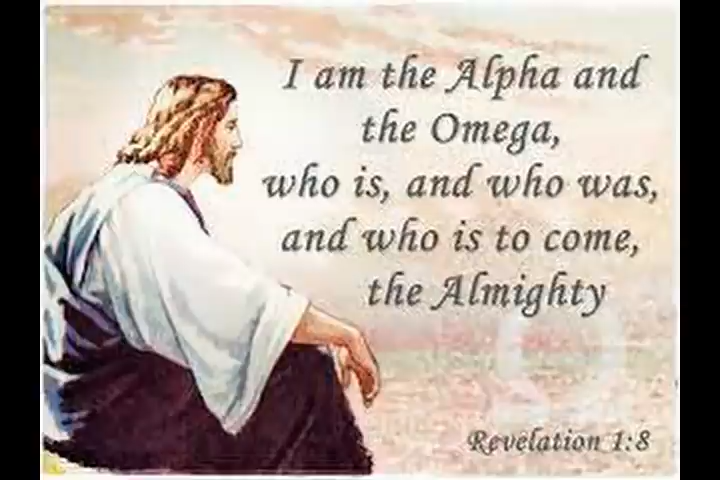 I am the Alpha and
the Omega,
who is, and who was,
and who is to come,
the Almighty
Revelation 1:8